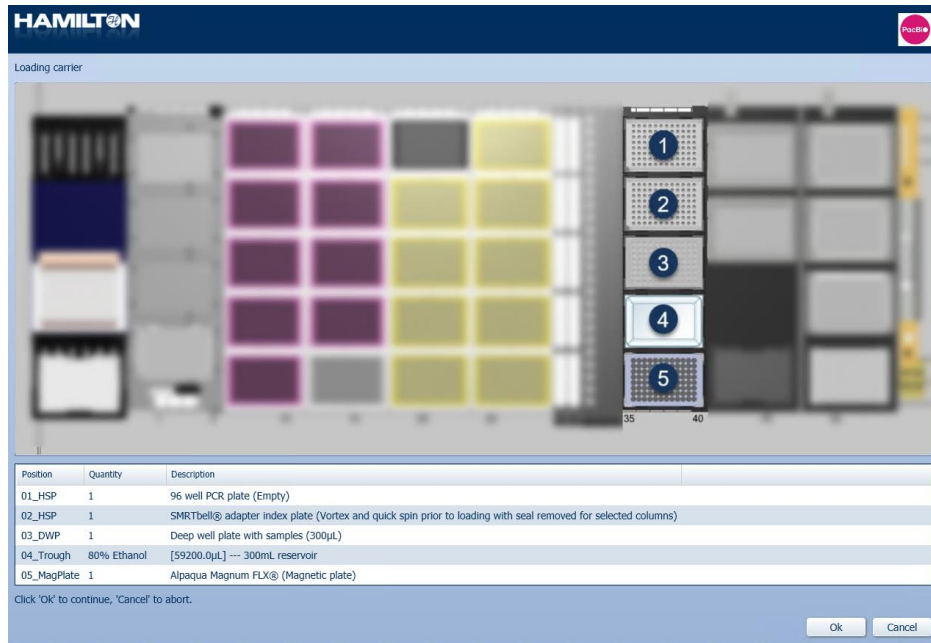 HAMILTON
PacBio
Loading carrier
1
2
3
4
5
35 40
Position Quantity Description
01_HSP 1 96 well PCR plate (Empty)
02_HSP 1 SMRTbell® adapter index plate (Vortex and quick spin prior to loading with seal removed for selected columns)
03_DWP 1 Deep well plate with samples (300µL)
04_Trough 80% Ethanol [59200.0µL] --- 300mL reservoir
05_MagPlate 1 Alpaqua Magnum FLX® (Magnetic plate)
Click 'Ok' to continue, 'Cancel' to abort.
Ok Cancel